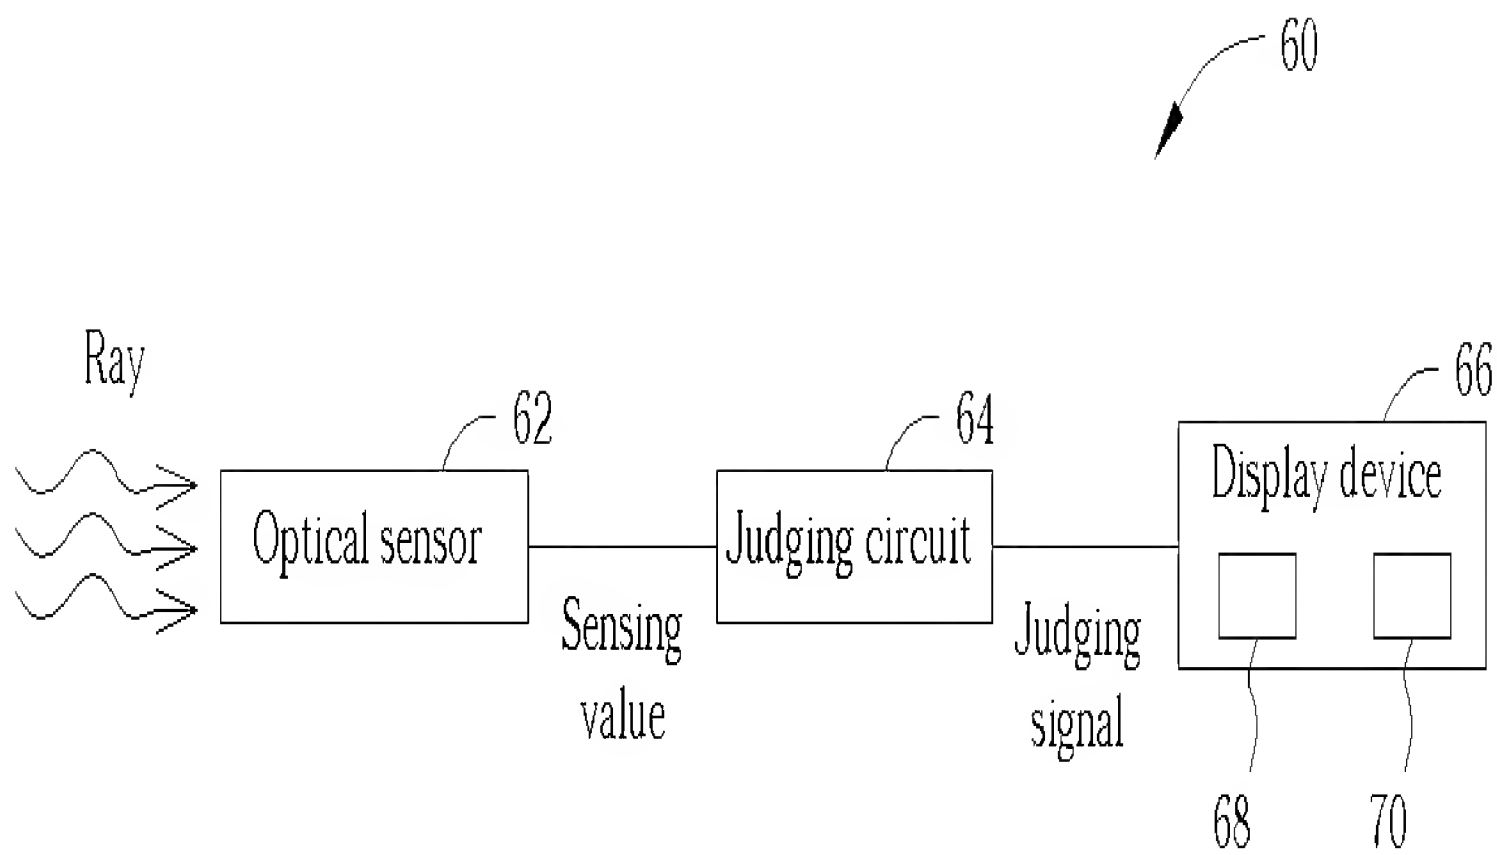 60
Ray
62
64
66
Optical sensor
Judging circuit
Display device
Sensing
value
Judging
signal
68
70